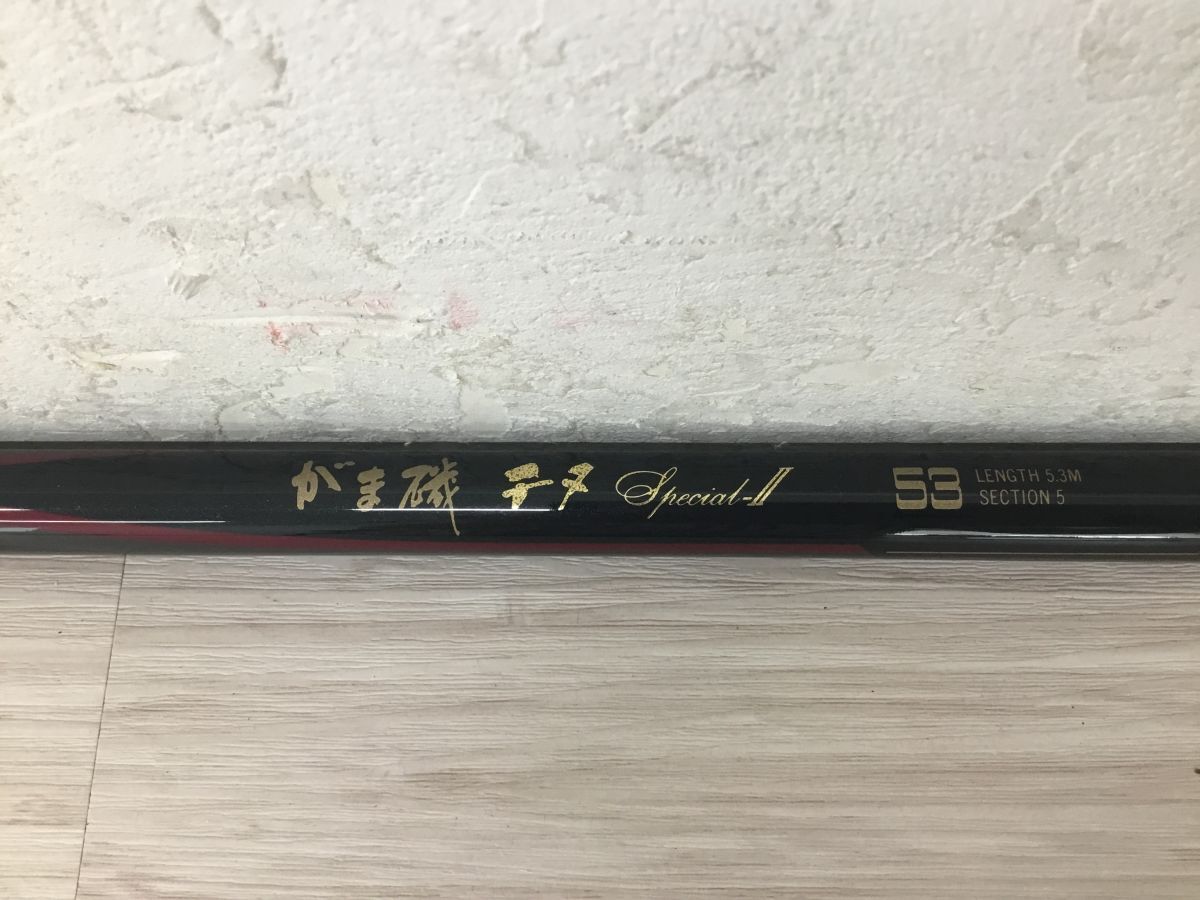 がま磯 チヌ Special-II 53
LENGTH 5.3M
SECTION 5